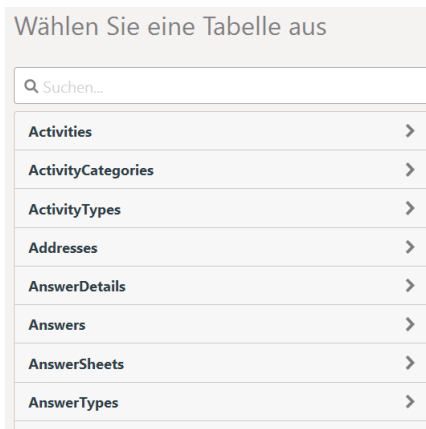 Wählen Sie eine Tabelle aus
Suchen...
Activities
ActivityCategories
ActivityTypes
Addresses
AnswerDetails
Answers
AnswerSheets
AnswerTypes